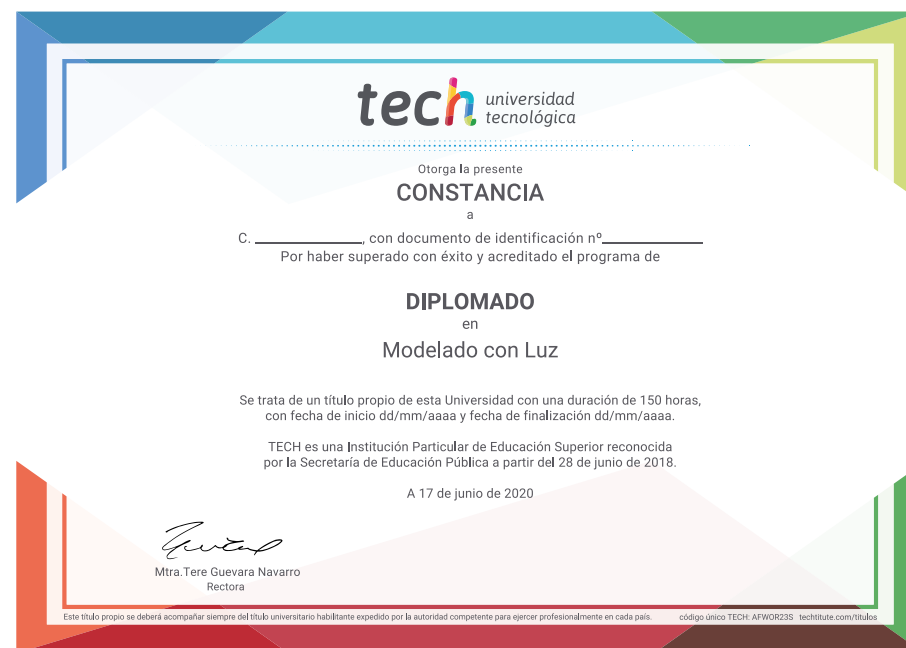 tech universidad
tecnológica
Otorga la presente
CONSTANCIA
a
C. ____________, con documento de identificación nº____________
Por haber superado con éxito y acreditado el programa de
DIPLOMADO
en
Modelado con Luz
Se trata de un título propio de esta Universidad con una duración de 150 horas,
con fecha de inicio dd/mm/aaaa y fecha de finalización dd/mm/aaaa.
TECH es una Institución Particular de Educación Superior reconocida
por la Secretaría de Educación Pública a partir del 28 de junio de 2018.
A 17 de junio de 2020
Mtra.Tere Guevara Navarro
Rectora
Este título propio se deberá acompañar siempre del título universitario habilitante expedido por la autoridad competente para ejercer profesionalmente en cada país. código único TECH: AFWOR23S techtitute.com/titulos